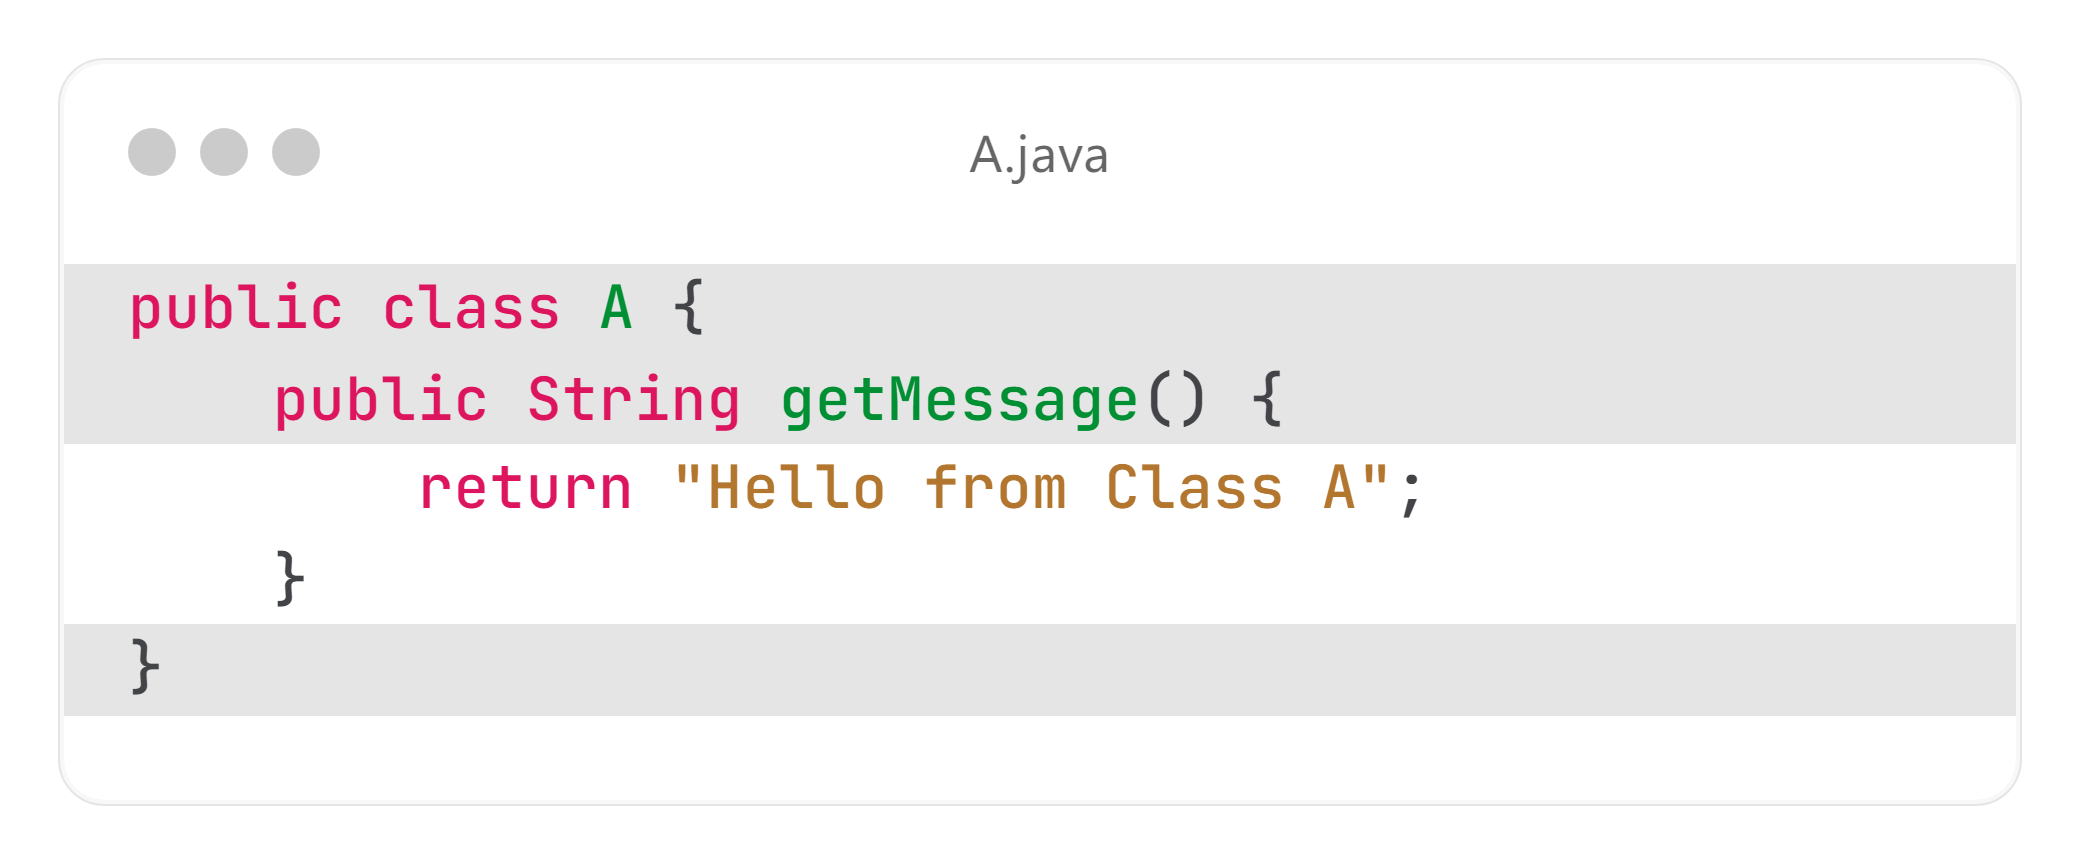 A.java
public class A {
    public String getMessage() {
        return "Hello from Class A";
    }
}